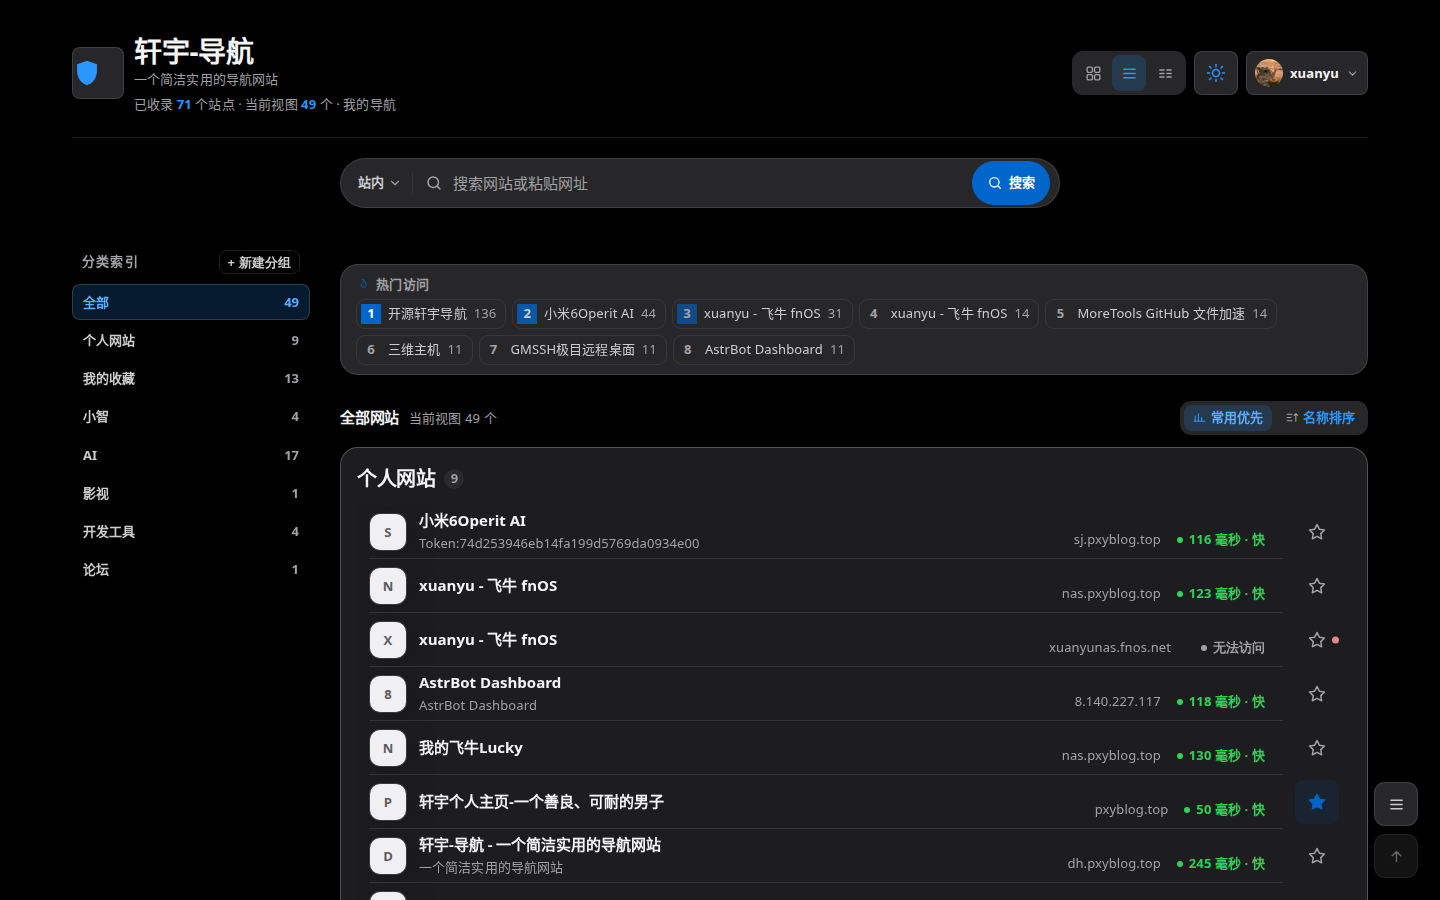 轩宇-导航
一个简洁实用的导航网站
已收录 71 个站点 · 当前视图 49 个 · 我的导航
xuanyu
站内
搜索网站或粘贴网址
搜索
分类索引
+ 新建分组
全部 49
个人网站 9
我的收藏 13
小智 4
AI 17
影视 1
开发工具 4
论坛 1
热门访问
1 开源轩宇导航 136
2 小米6Operit AI 44
3 xuanyu - 飞牛 fnOS 31
4 xuanyu - 飞牛 fnOS 14
5 MoreTools GitHub 文件加速 14
6 三维主机 11
7 GMSSH极目远程桌面 11
8 AstrBot Dashboard 11
全部网站 当前视图 49 个
常用优先
名称排序
个人网站 9
S
小米6Operit AI
Token:74d253946eb14fa199d5769da0934e00
sj.pxyblog.top
116 毫秒 · 快
N
xuanyu - 飞牛 fnOS
nas.pxyblog.top
123 毫秒 · 快
X
xuanyu - 飞牛 fnOS
xuanyunas.fnos.net
无法访问
8
AstrBot Dashboard
AstrBot Dashboard
8.140.227.117
118 毫秒 · 快
N
我的飞牛Lucky
nas.pxyblog.top
130 毫秒 · 快
P
轩宇个人主页-一个善良、可耐的男子
pxyblog.top
50 毫秒 · 快
D
轩宇-导航 - 一个简洁实用的导航网站
一个简洁实用的导航网站
dh.pxyblog.top
245 毫秒 · 快